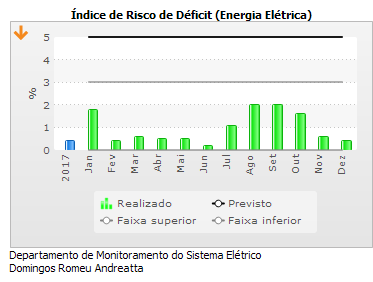 Índice de Risco de Déficit (Energia Elétrica)
5
4
3
2
1
0
%
2017
Jan
Fev
Mar
Abr
Mai
Jun
Jul
Ago
Set
Out
Nov
Dez
Realizado
Previsto
Faixa superior
Faixa inferior
Departamento de Monitoramento do Sistema Elétrico
Domingos Romeu Andreatta